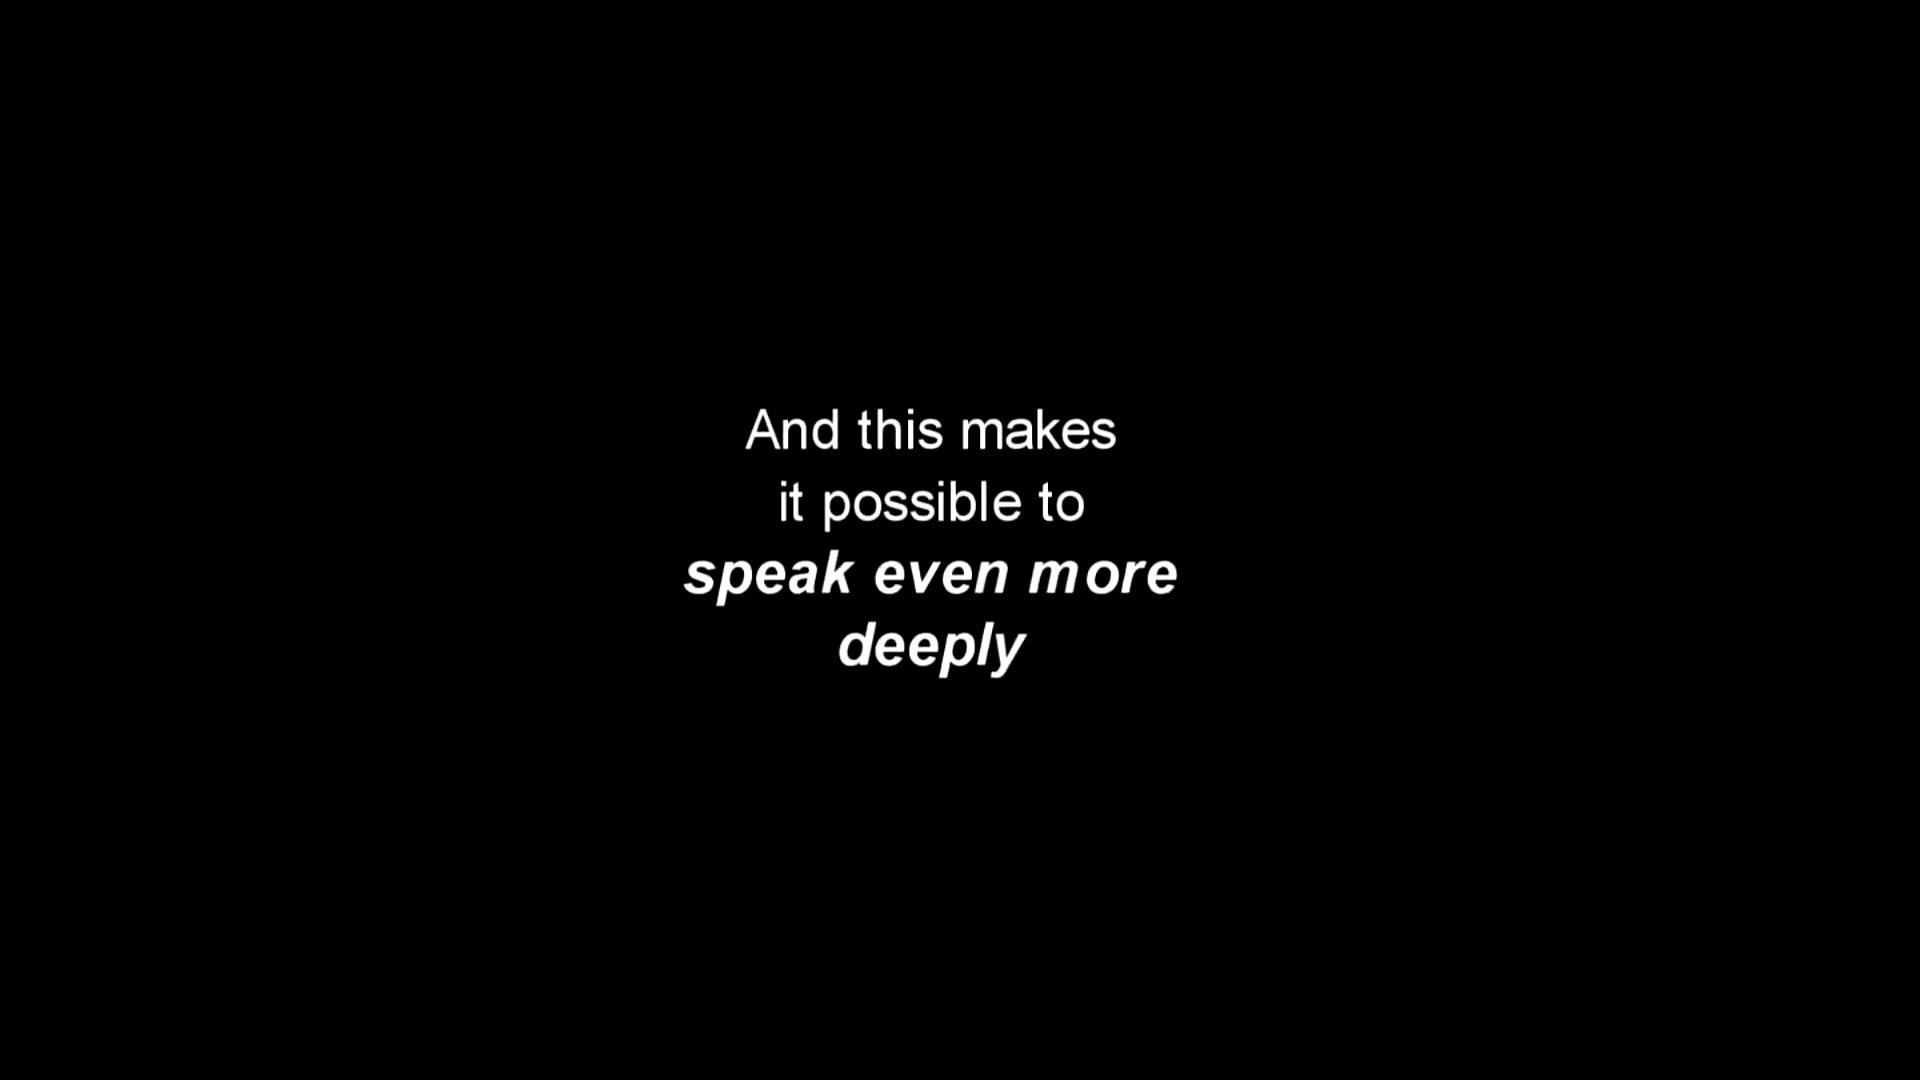 And this makes
it possible to
speak even more
deeply